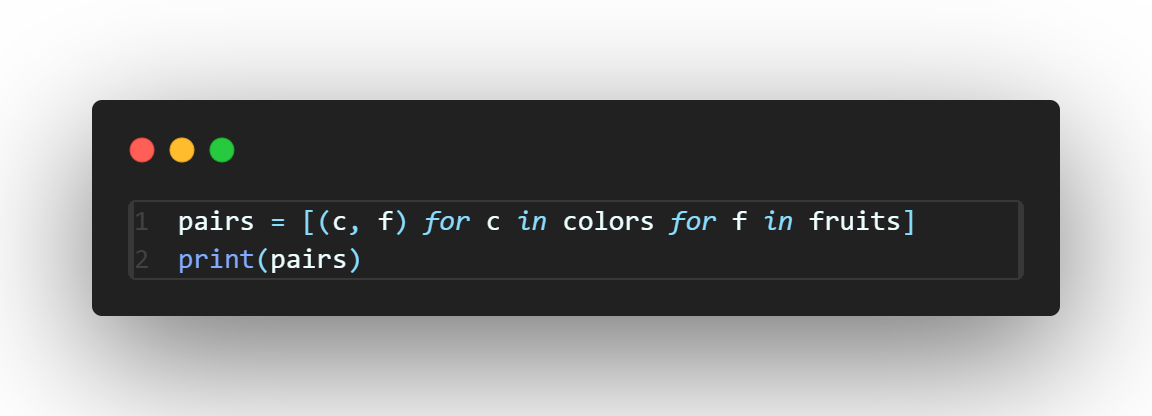 1 pairs = [(c, f) for c in colors for f in fruits]
2 print(pairs)